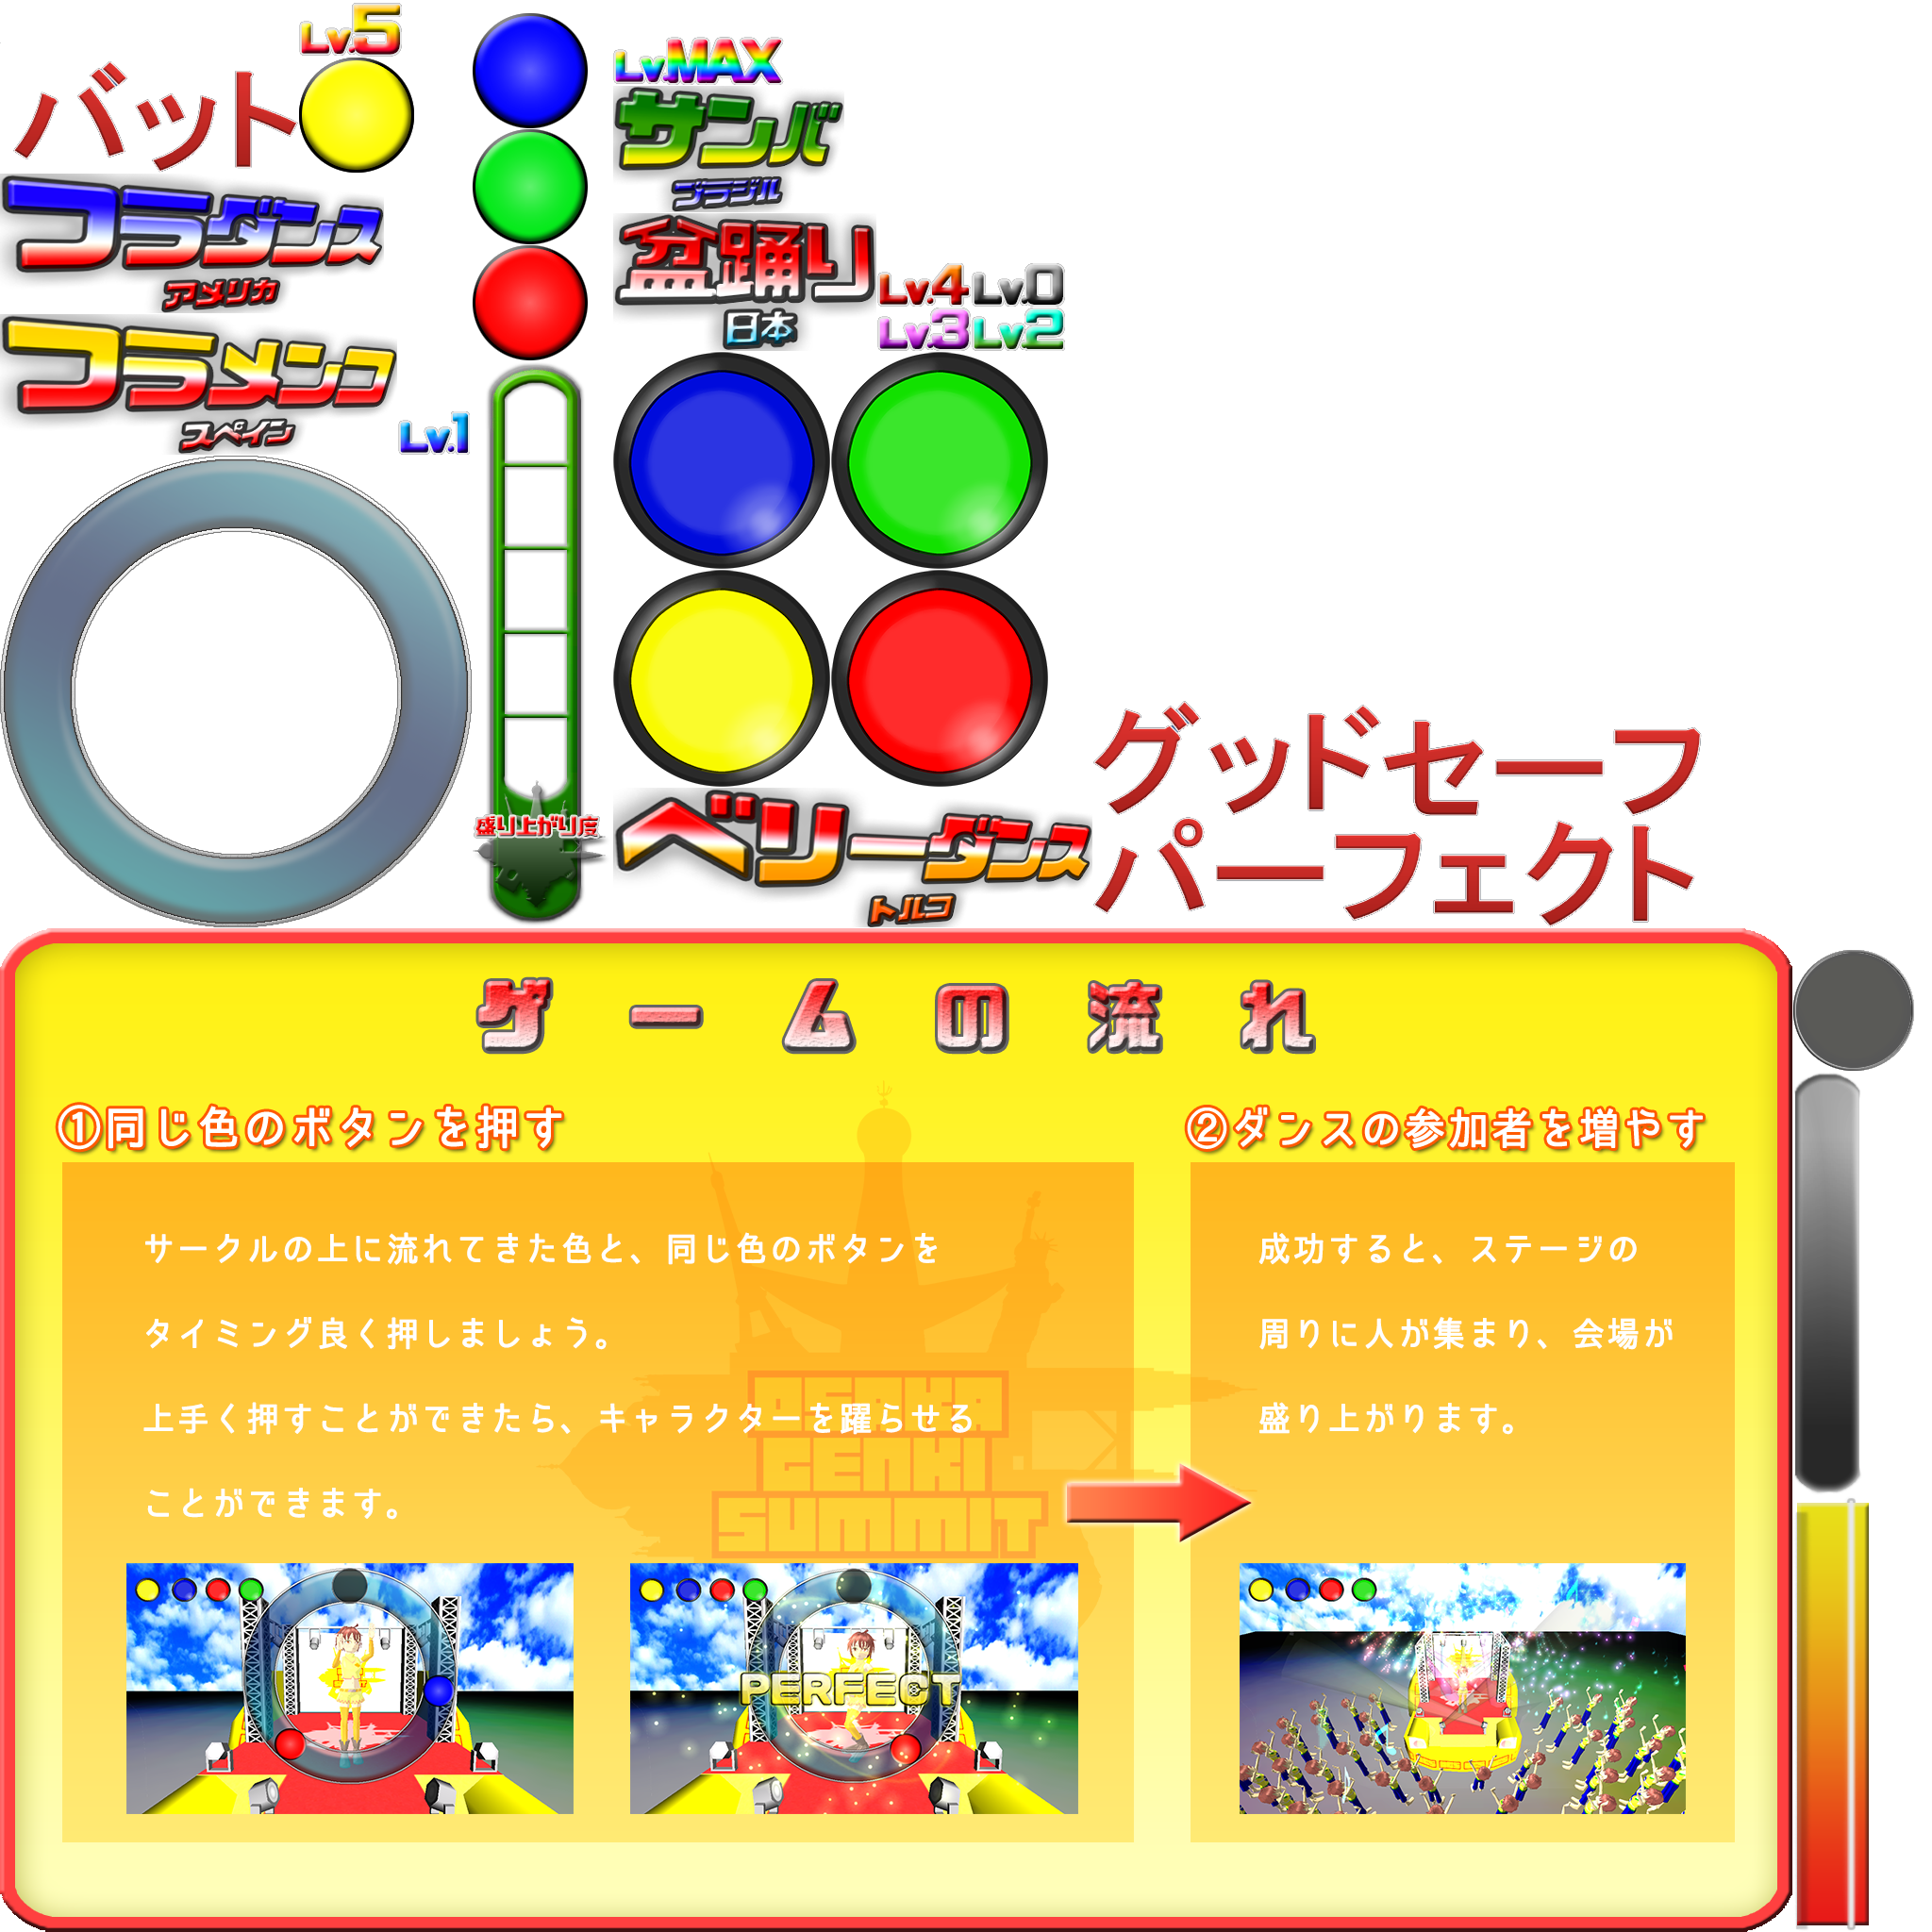 Lv.5
バット
フラダンス
アメリカ
フラメンコ
スペイン
Lv.1
Lv.MAX
サンバ
ブラジル
盆踊り
日本
Lv.4 Lv.0
Lv.3 Lv.2
盛り上がり度
ベリーダンス
トルコ
グッド セーフ
パーフェクト
ゲームの流れ
①同じ色のボタンを押す
サークルの上に流れてきた色と、同じ色のボタンを
タイミング良く押しましょう。
上手く押すことができたら、キャラクターを躍らせる
ことができます。
OSAKA
GENKI
SUMMIT
PERFECT
②ダンスの参加者を増やす
成功すると、ステージの
周りに人が集まり、会場が
盛り上がります。